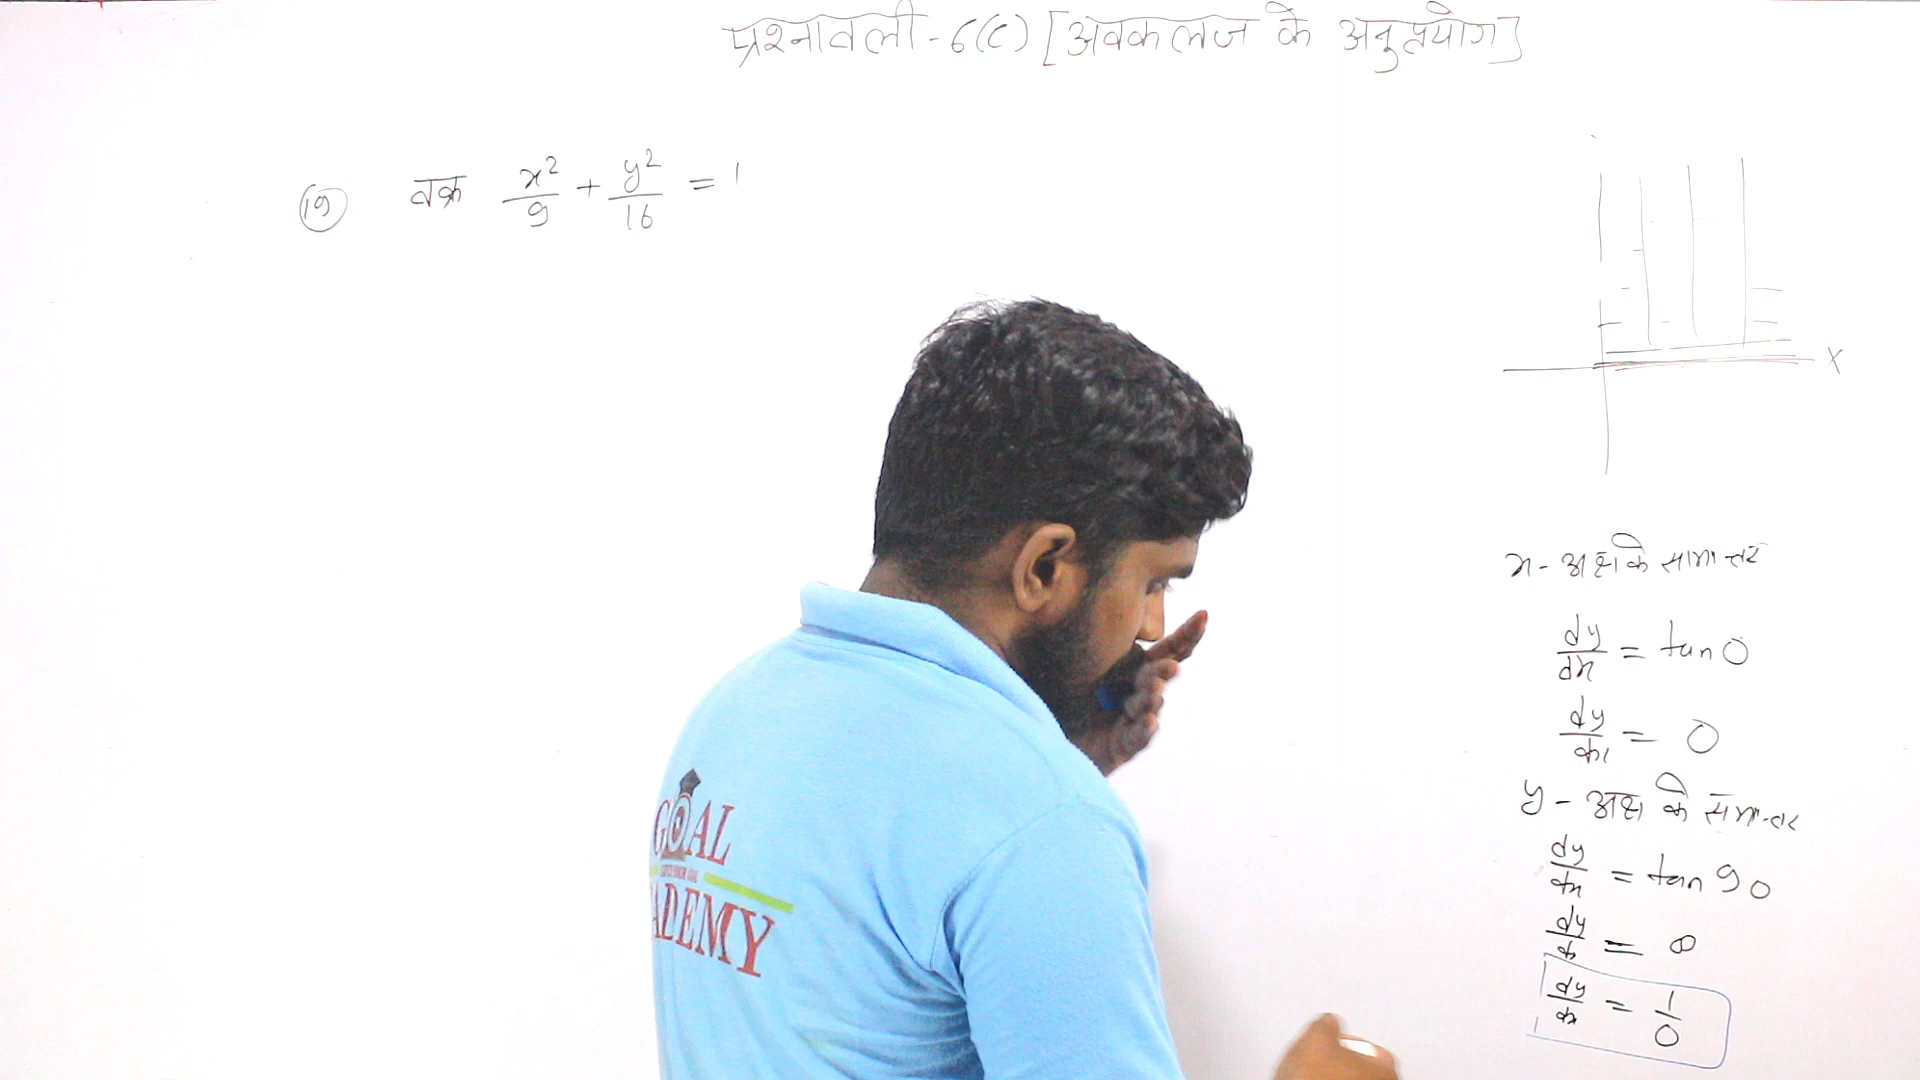 प्रश्नावली-6(c) [अवकलज के अनुप्रयोग]
(19) वक्र x²/9 + y²/16 = 1
X
x-अक्ष के समान्तर
dy/dx = tan 0
dy/dx = 0
y-अक्ष के समान्तर
dy/dx = tan 90
dy/dx = ∞
dy/dx = 1/0
GOAL
ADEMY